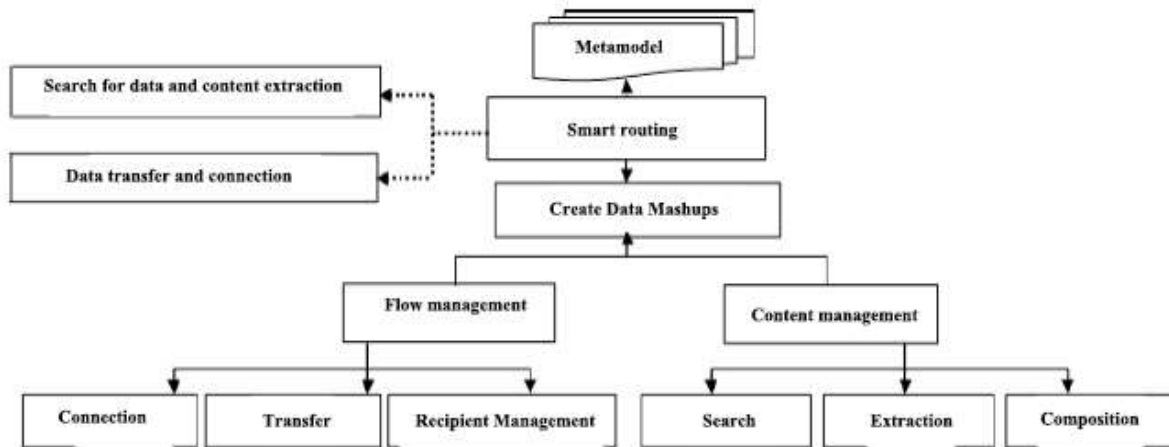 Metamodel
Search for data and content extraction
Smart routing
Data transfer and connection
Create Data Mashups
Flow management
Content management
Connection
Transfer
Recipient Management
Search
Extraction
Composition